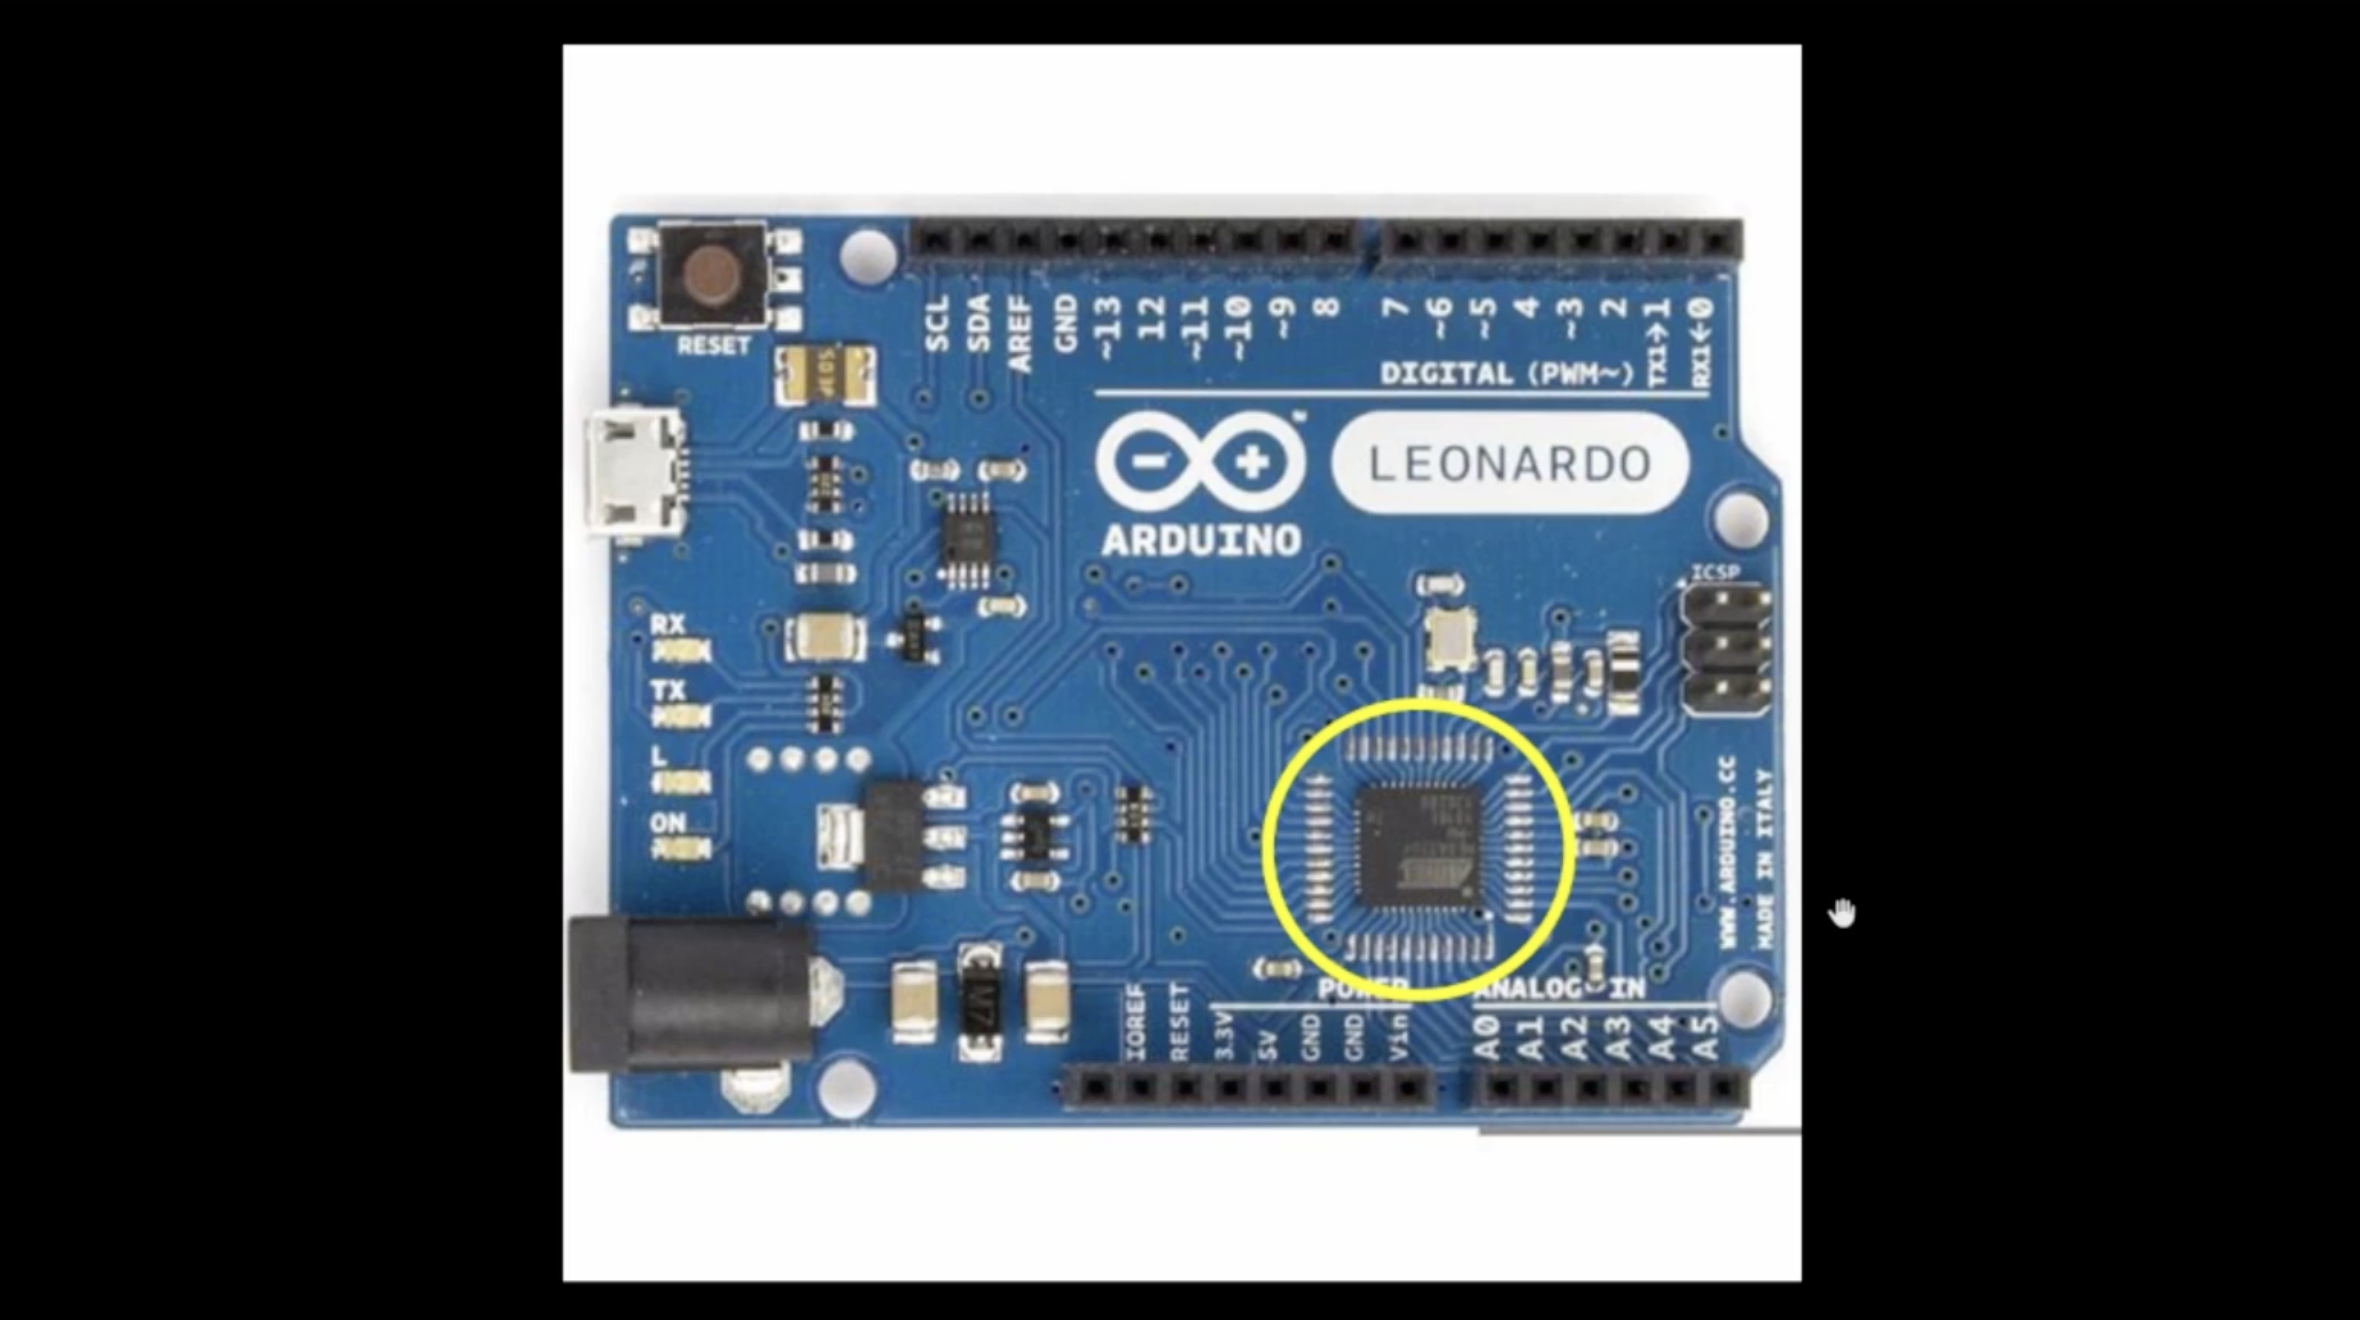 RESET
SCL
SDA
AREF
GND
~13
12
~11
~10
~9
8
7
~6
~5
4
~3
2
TX1→1
RX1←0
DIGITAL (PWM~)
LEONARDO
ARDUINO
ICSP
RX
TX
L
ON
WWW.ARDUINO.CC
MADE IN ITALY
M7
POWER
ANALOG IN
IOREF
RESET
3.3V
5V
GND
GND
Vin
A0
A1
A2
A3
A4
A5